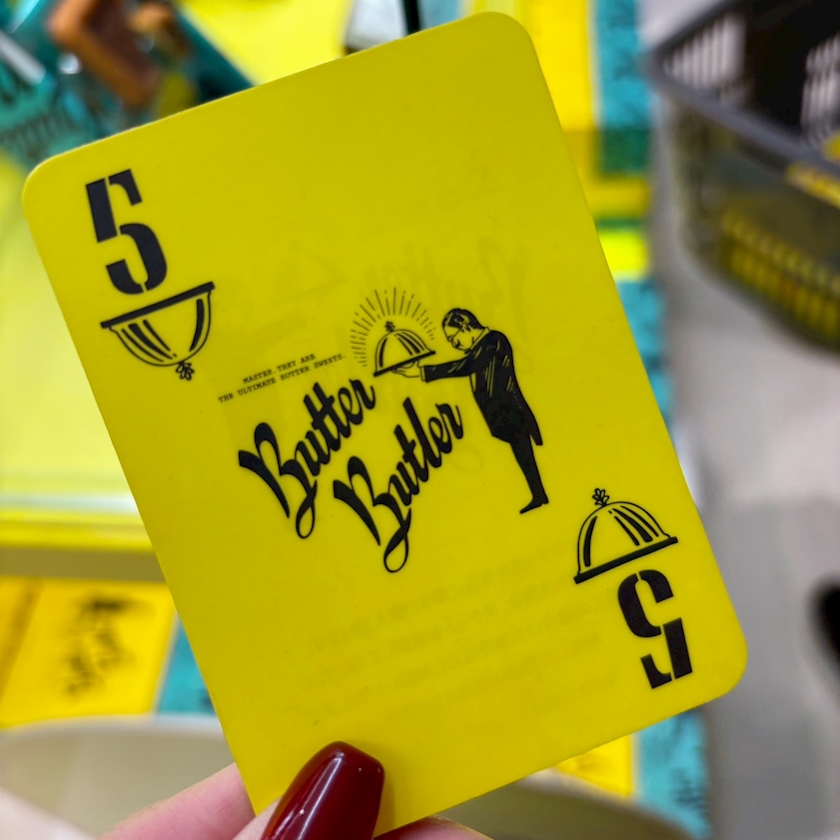 5
MASTER, THEY ARE
THE ULTIMATE BUTTER SWEETS.
Butter
Butler
5